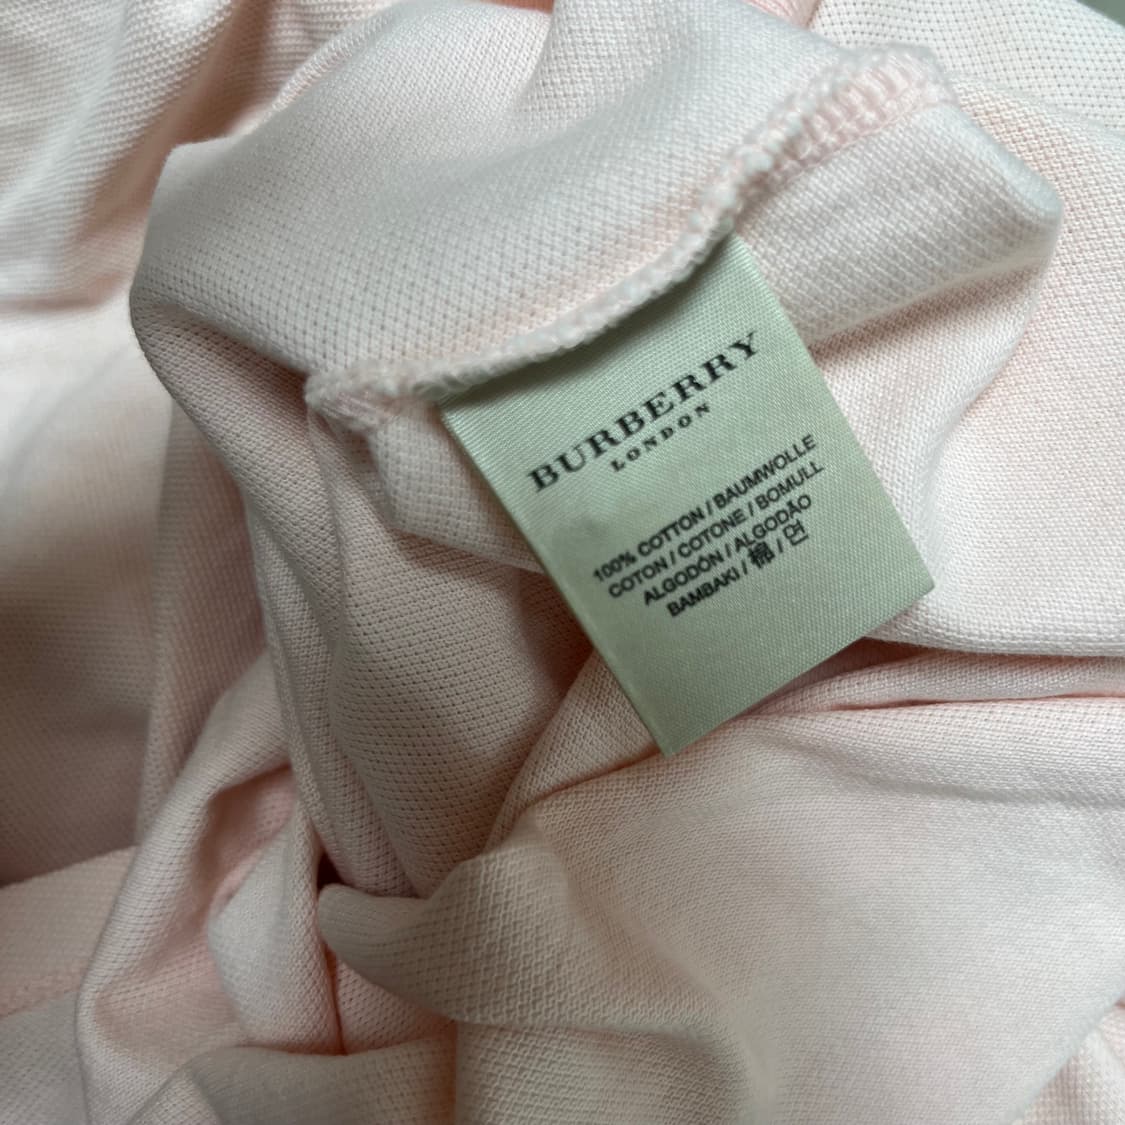 BURBERRY
LONDON
100% COTTON / BAUMWOLLE
COTON / COTONE / BOMULL
ALGODÓN / ALGODÃO
BAMBAKI / 棉 / 면